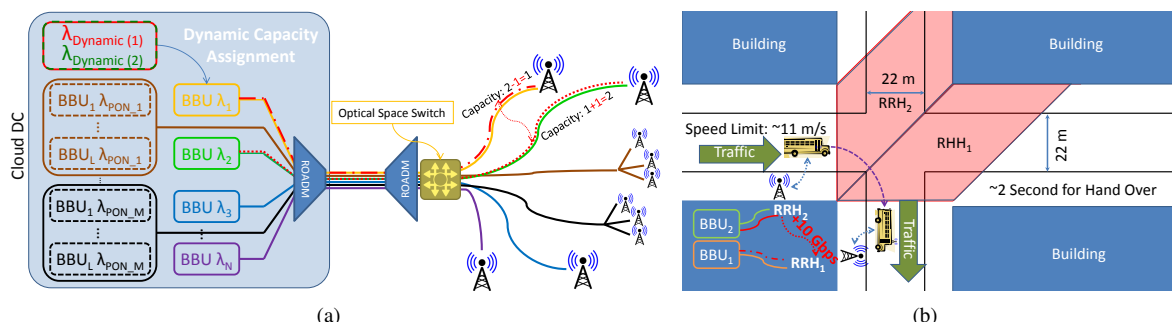 Cloud DC
λDynamic (1)
λDynamic (2)
Dynamic Capacity
Assignment
BBU1 λPON_1
⋮
BBUL λPON_1
⋮
BBU1 λPON_M
⋮
BBUL λPON_M
BBU λ1
BBU λ2
BBU λ3
⋮
BBU λN
ROADM
ROADM
Optical Space Switch
Capacity: 2-1=1
Capacity: 1+1=2
(a)
Building
Building
22 m
RRH2
Speed Limit: ~11 m/s
Traffic
RHH1
22 m
~2 Second for Hand Over
BBU2
RRH2
×10 Gbps
BBU1
RRH1
Traffic
Building
(b)